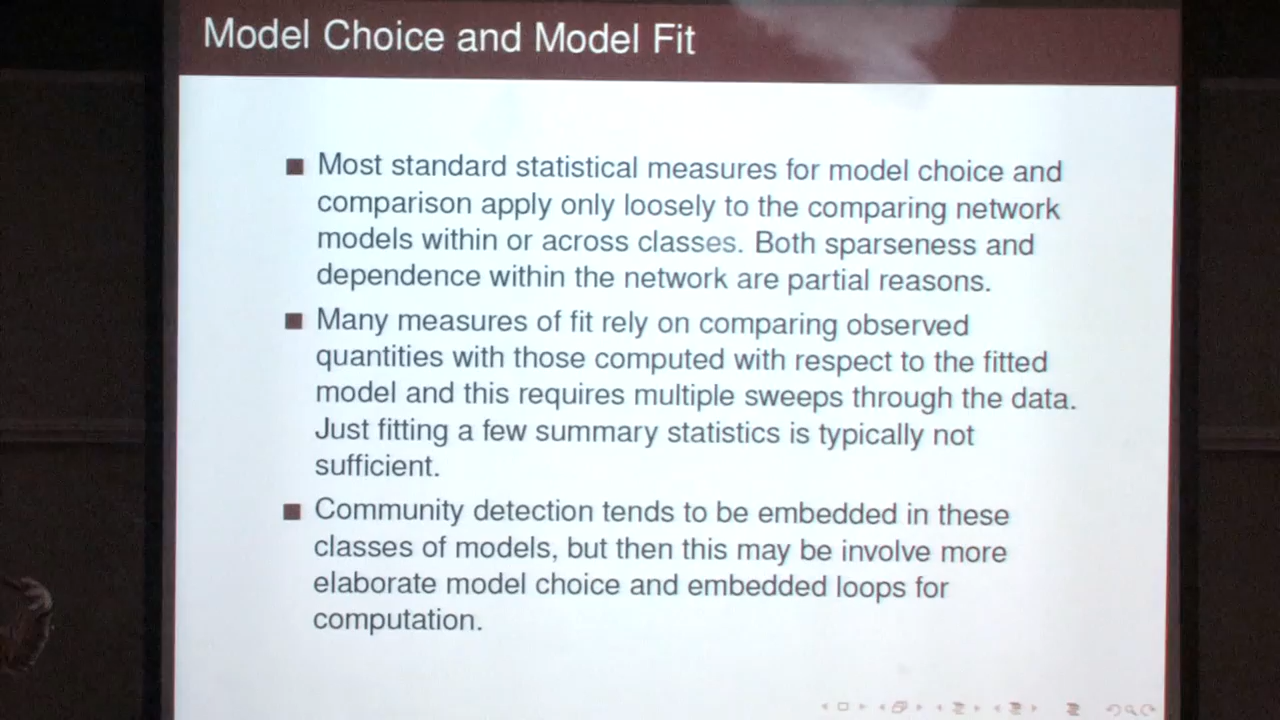 Model Choice and Model Fit
Most standard statistical measures for model choice and
comparison apply only loosely to the comparing network
models within or across classes. Both sparseness and
dependence within the network are partial reasons.
Many measures of fit rely on comparing observed
quantities with those computed with respect to the fitted
model and this requires multiple sweeps through the data.
Just fitting a few summary statistics is typically not
sufficient.
Community detection tends to be embedded in these
classes of models, but then this may be involve more
elaborate model choice and embedded loops for
computation.